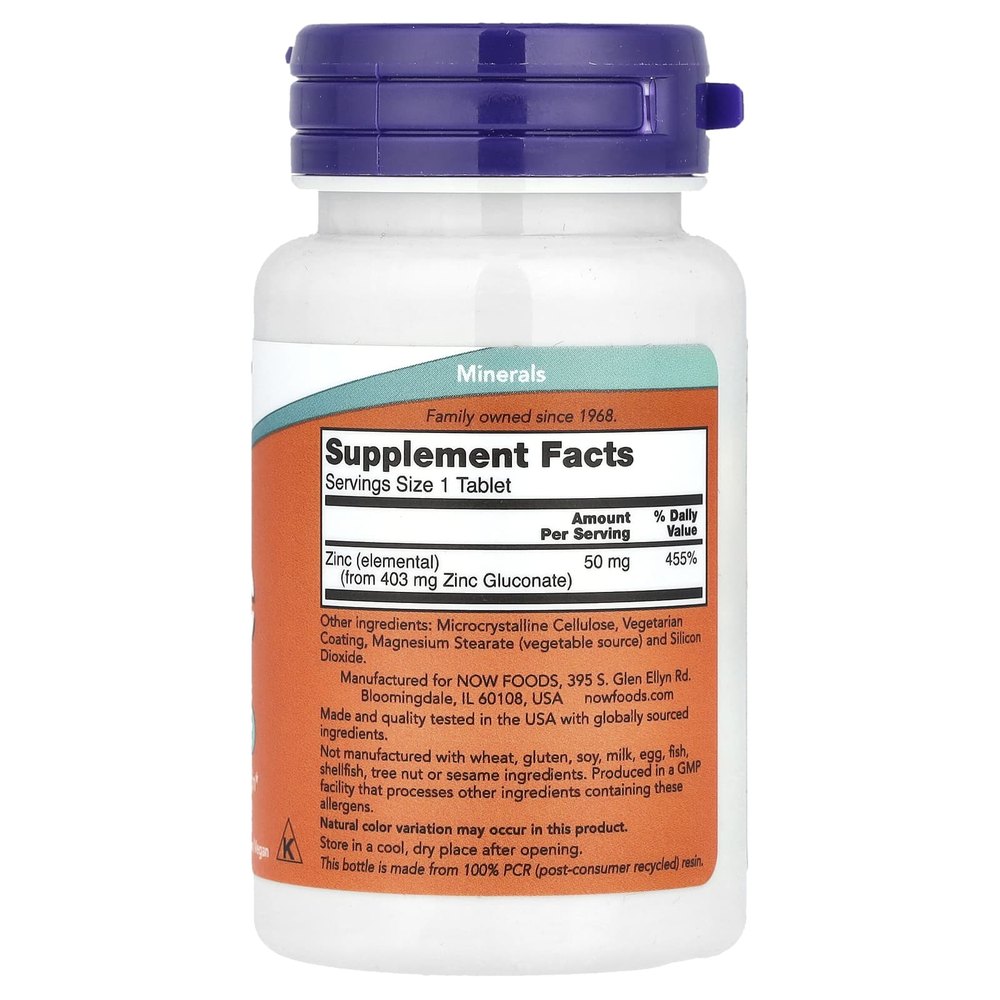 Minerals
Family owned since 1968.
Supplement Facts
Servings Size 1 Tablet
Amount Per Serving
% Daily Value
Zinc (elemental) 50 mg 455%
(from 403 mg Zinc Gluconate)
Other ingredients: Microcrystalline Cellulose, Vegetarian
Coating, Magnesium Stearate (vegetable source) and Silicon
Dioxide.
Manufactured for NOW FOODS, 395 S. Glen Ellyn Rd.
Bloomingdale, IL 60108, USA nowfoods.com
Made and quality tested in the USA with globally sourced
ingredients.
Not manufactured with wheat, gluten, soy, milk, egg, fish,
shellfish, tree nut or sesame ingredients. Produced in a GMP
facility that processes other ingredients containing these
allergens.
Natural color variation may occur in this product.
Vegan
K
Store in a cool, dry place after opening.
This bottle is made from 100% PCR (post-consumer recycled) resin.